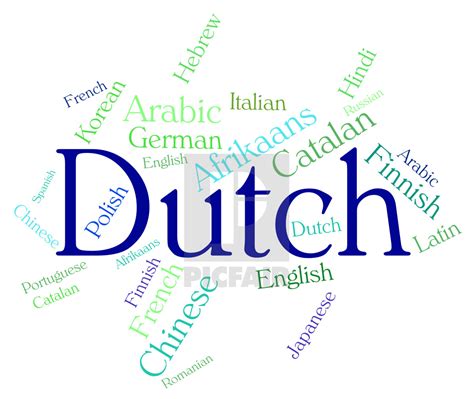 Hebrew
Hindi
French
Korean
Arabic
Italian
Russian
German
Afrikaans
Catalan
English
Arabic
Finnish
Dutch
Spanish
Chinese
Polish
Dutch
Latin
Afrikaans
Portuguese
Catalan
Finnish
French
English
PICFAIR
Chinese
Japanese
Romanian